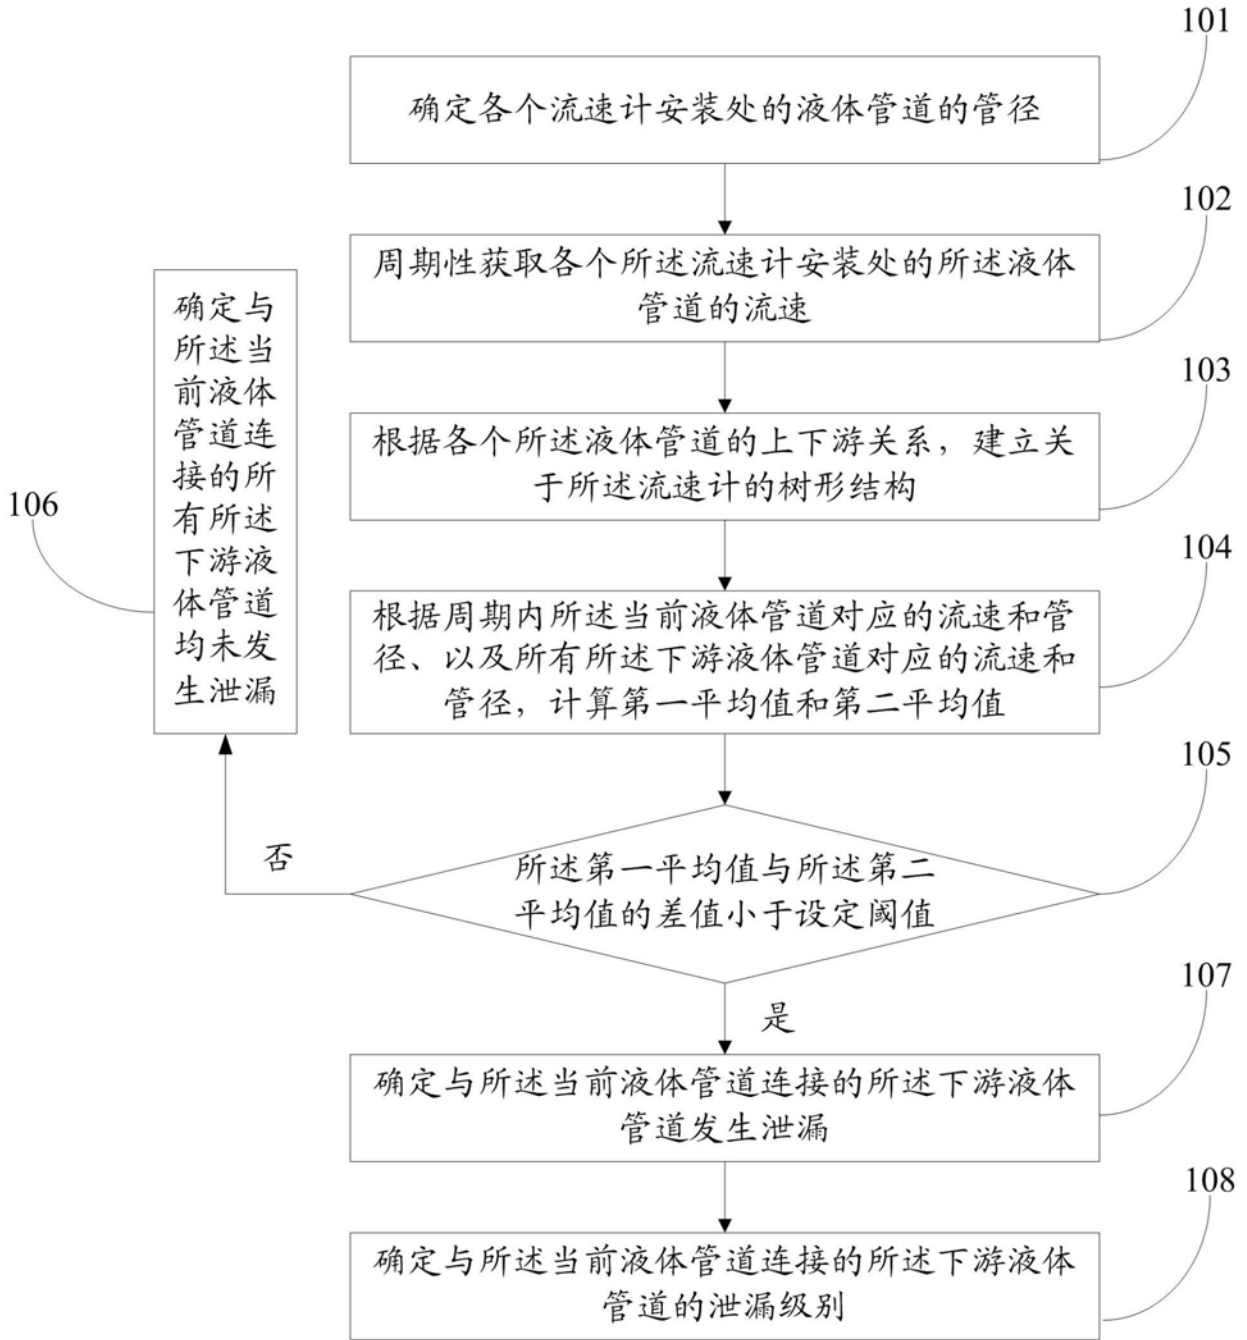 101
确定各个流速计安装处的液体管道的管径
102
周期性获取各个所述流速计安装处的所述液体
管道的流速
103
根据各个所述液体管道的上下游关系，建立关
于所述流速计的树形结构
104
根据周期内所述当前液体管道对应的流速和管
径、以及所有所述下游液体管道对应的流速和
管径，计算第一平均值和第二平均值
105
所述第一平均值与所述第二
平均值的差值小于设定阈值
否
106
确定与
所述当
前液体
管道连
接的所
有所述
下游液
体管道
均未发
生泄漏
是
107
确定与所述当前液体管道连接的所述下游液体
管道发生泄漏
108
确定与所述当前液体管道连接的所述下游液体
管道的泄漏级别